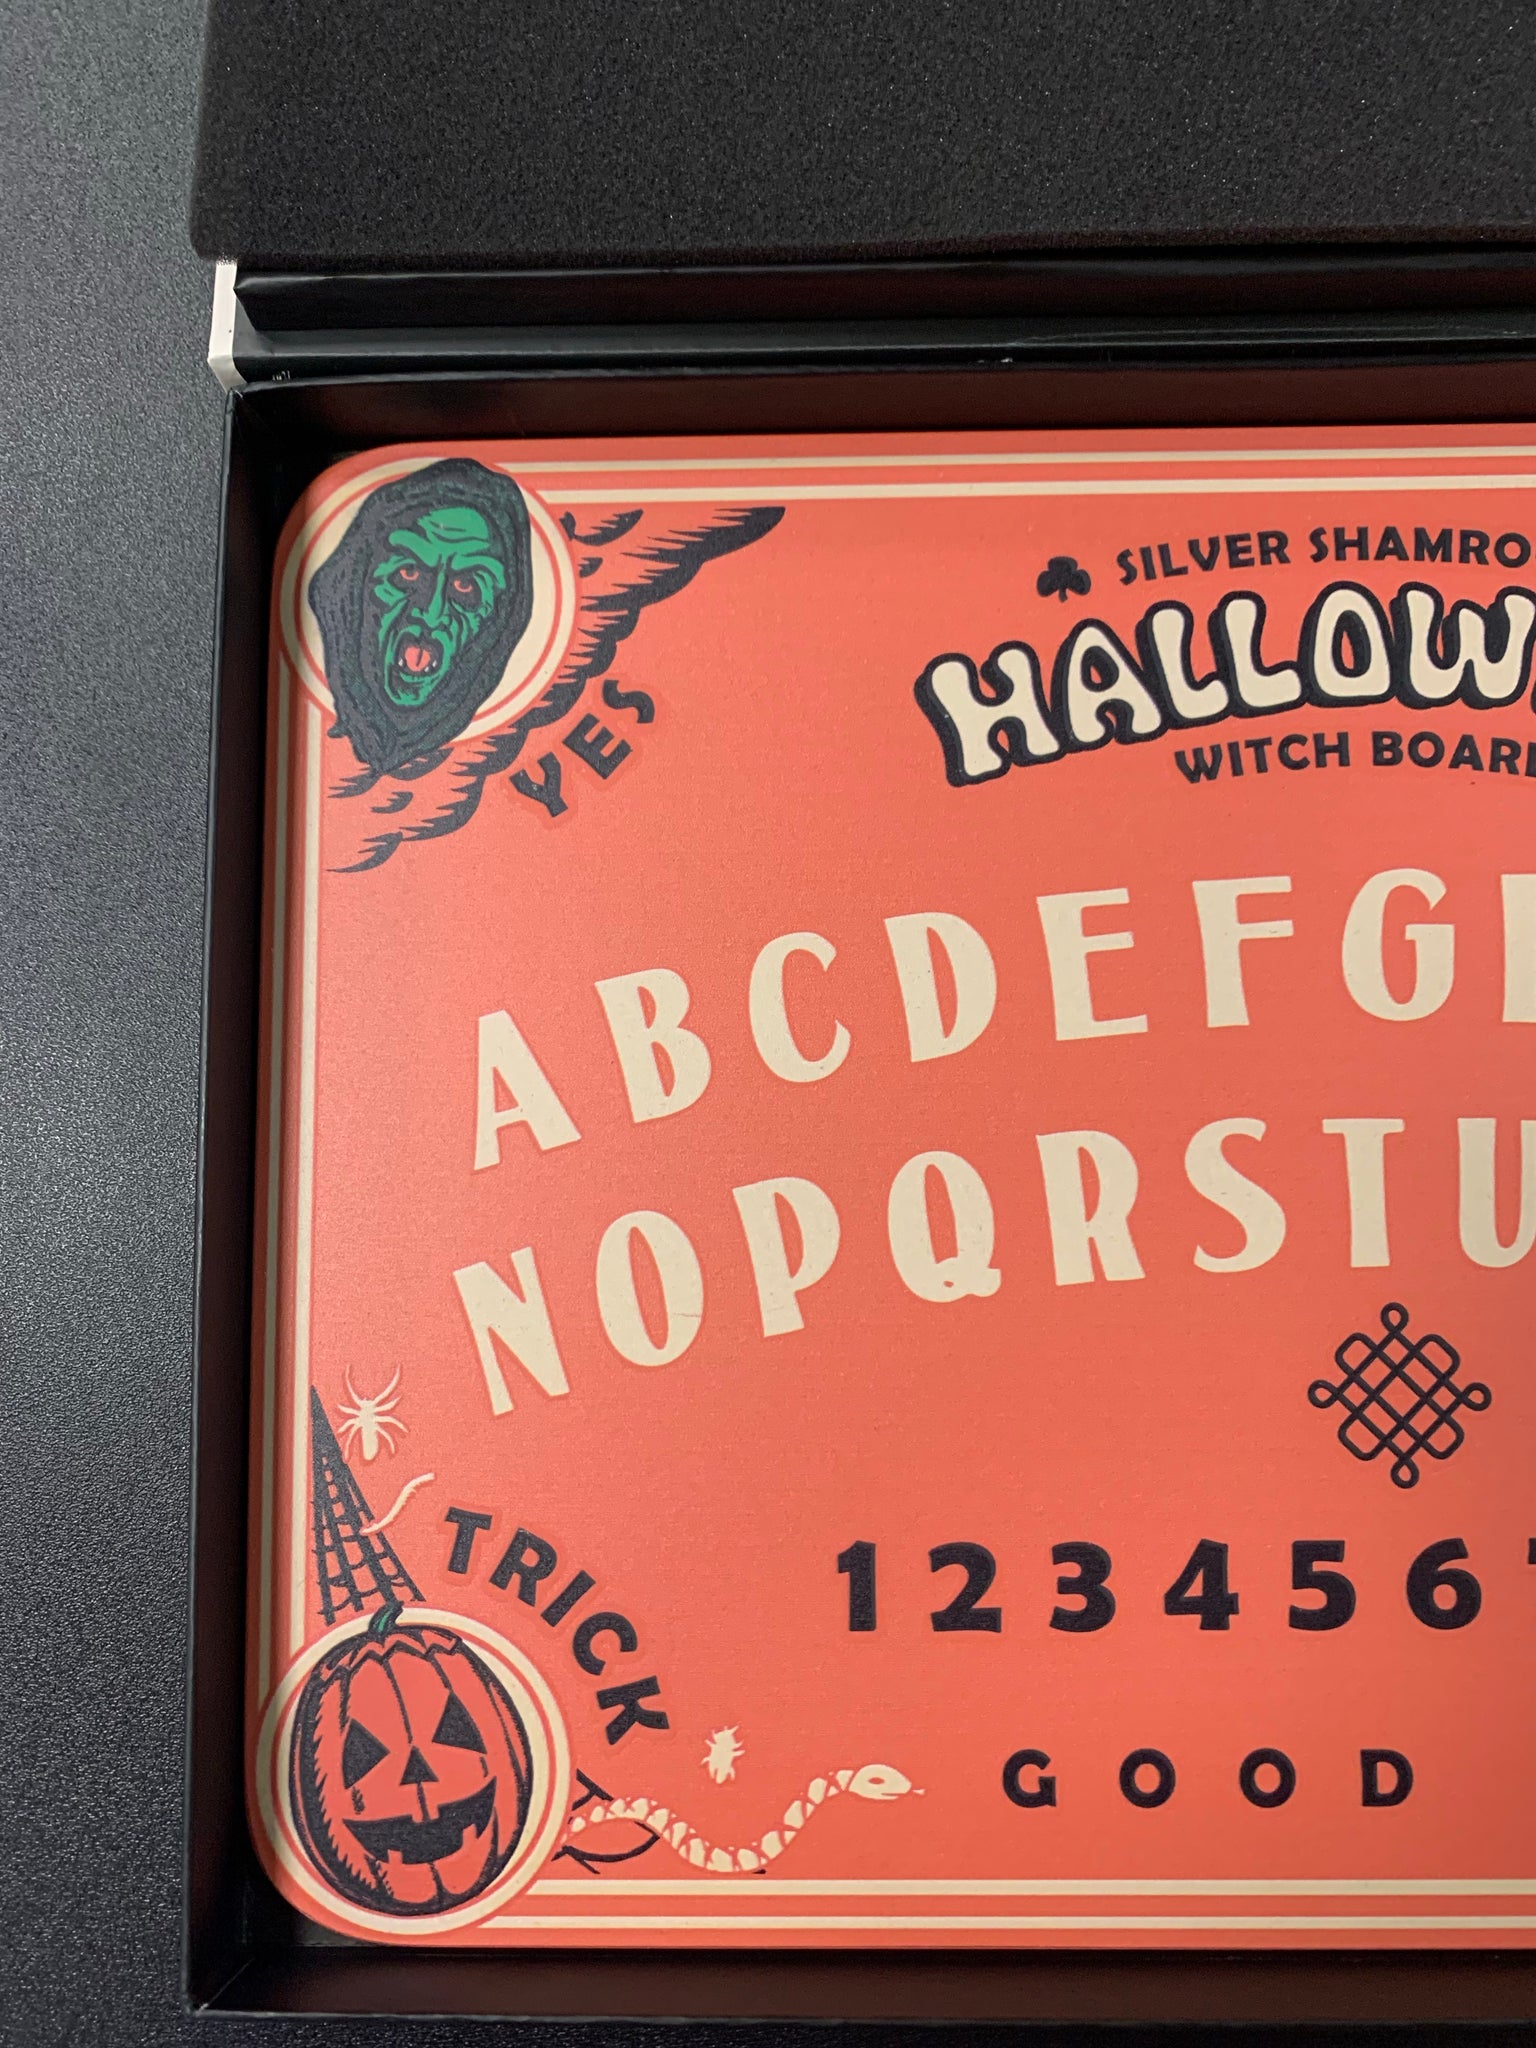 SILVER SHAMRO
HALLOW
WITCH BOAR
YES
ABCDEFG
NOPQRSTU
TRICK
123456
GOOD